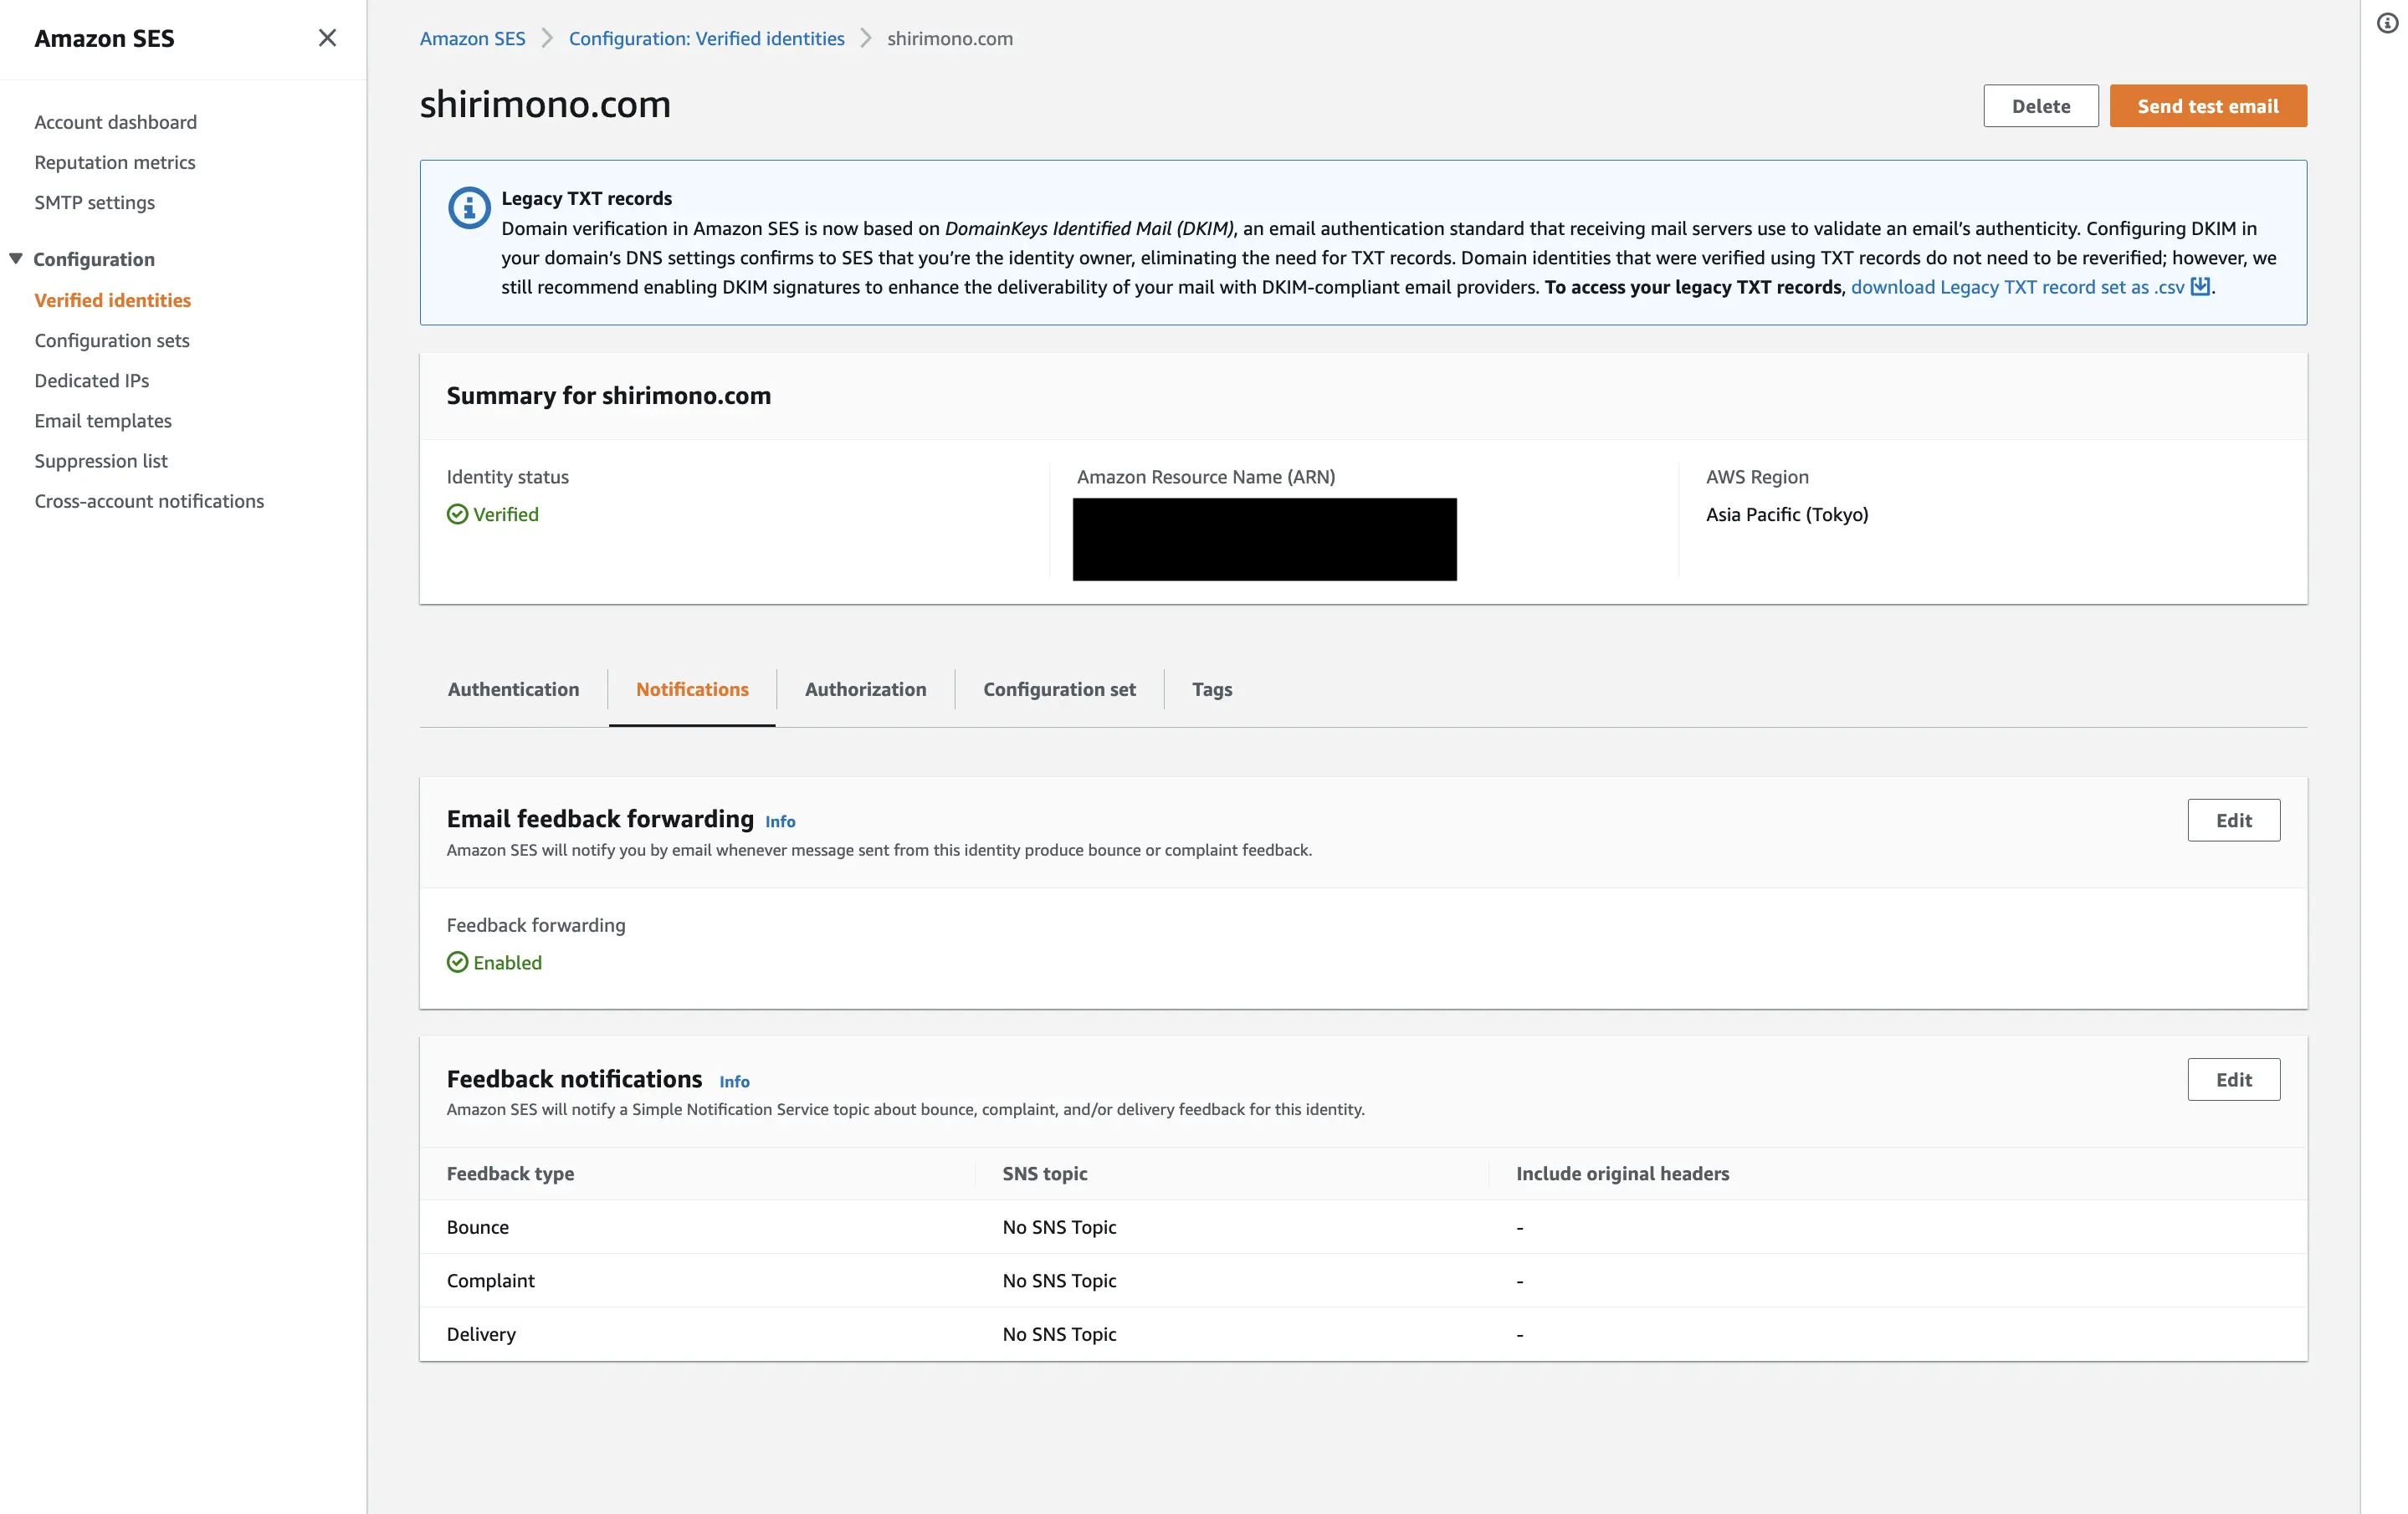 Amazon SES
Account dashboard
Reputation metrics
SMTP settings
Configuration
Verified identities
Configuration sets
Dedicated IPs
Email templates
Suppression list
Cross-account notifications
Amazon SES > Configuration: Verified identities > shirimono.com
shirimono.com
Delete
Send test email
Legacy TXT records
Domain verification in Amazon SES is now based on DomainKeys Identified Mail (DKIM), an email authentication standard that receiving mail servers use to validate an email's authenticity. Configuring DKIM in
your domain's DNS settings confirms to SES that you're the identity owner, eliminating the need for TXT records. Domain identities that were verified using TXT records do not need to be reverified; however, we
still recommend enabling DKIM signatures to enhance the deliverability of your mail with DKIM-compliant email providers. To access your legacy TXT records, download Legacy TXT record set as .csv.
Summary for shirimono.com
Identity status
Verified
Amazon Resource Name (ARN)
AWS Region
Asia Pacific (Tokyo)
Authentication
Notifications
Authorization
Configuration set
Tags
Email feedback forwarding Info
Edit
Amazon SES will notify you by email whenever message sent from this identity produce bounce or complaint feedback.
Feedback forwarding
Enabled
Feedback notifications Info
Edit
Amazon SES will notify a Simple Notification Service topic about bounce, complaint, and/or delivery feedback for this identity.
Feedback type SNS topic Include original headers
Bounce No SNS Topic -
Complaint No SNS Topic -
Delivery No SNS Topic -